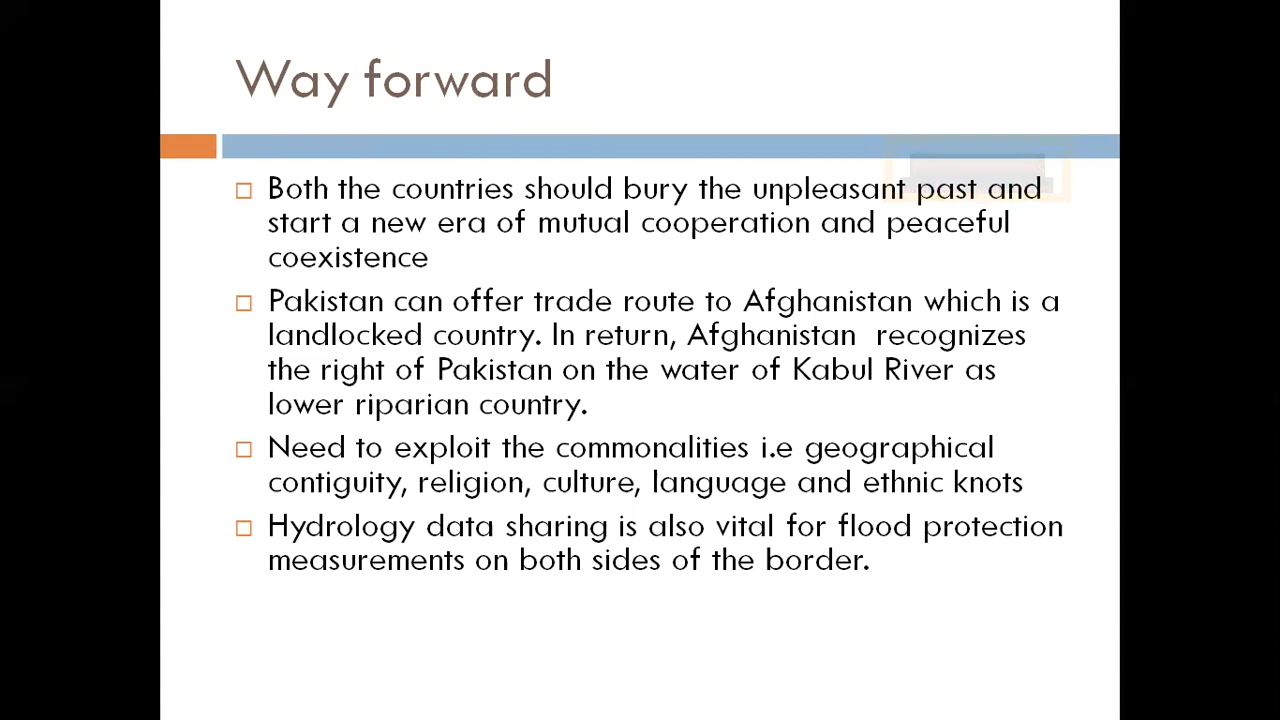 Way forward
Both the countries should bury the unpleasant past and
start a new era of mutual cooperation and peaceful
coexistence
Pakistan can offer trade route to Afghanistan which is a
landlocked country. In return, Afghanistan  recognizes
the right of Pakistan on the water of Kabul River as
lower riparian country.
Need to exploit the commonalities i.e geographical
contiguity, religion, culture, language and ethnic knots
Hydrology data sharing is also vital for flood protection
measurements on both sides of the border.